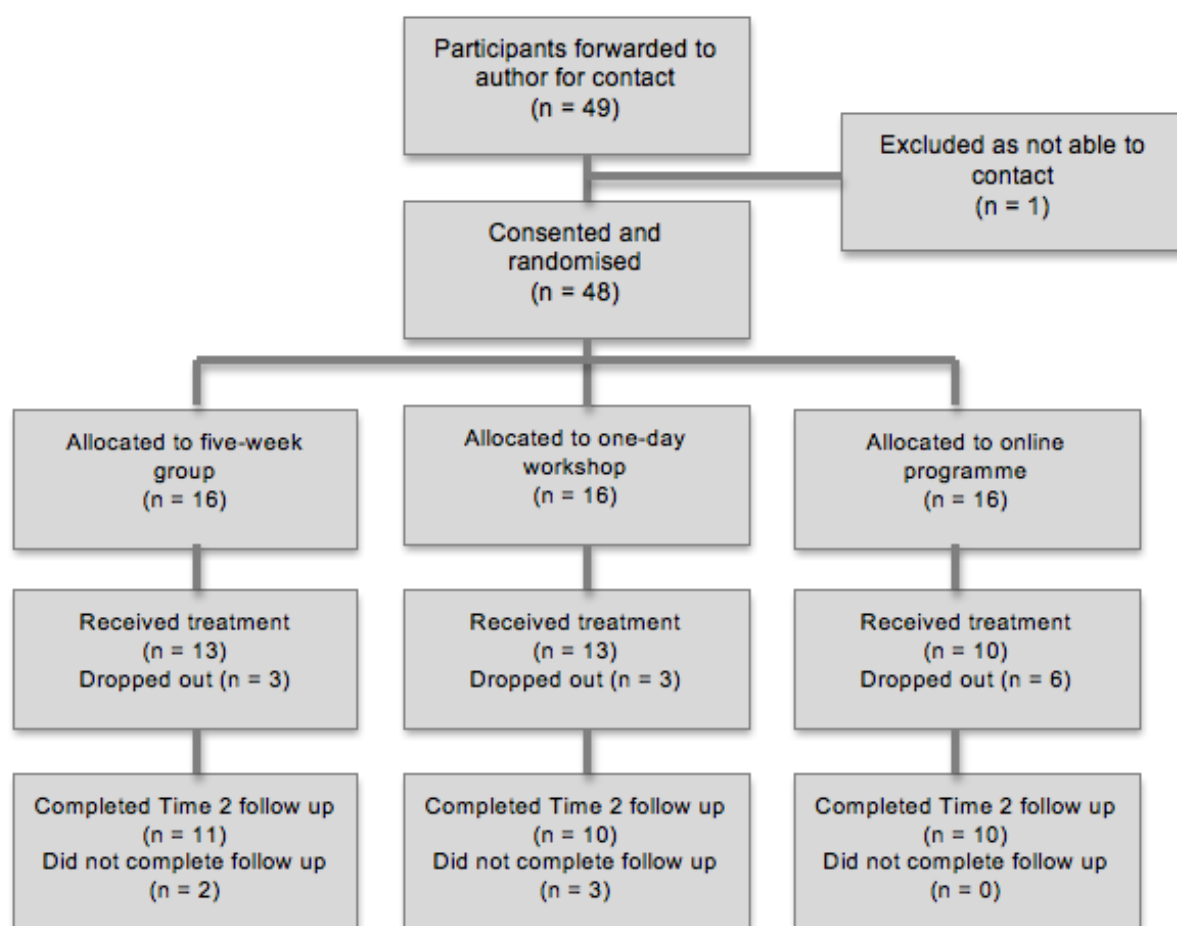 Participants forwarded to
author for contact
(n = 49)
Excluded as not able to
contact
(n = 1)
Consented and
randomised
(n = 48)
Allocated to five-week
group
(n = 16)
Allocated to one-day
workshop
(n = 16)
Allocated to online
programme
(n = 16)
Received treatment
(n = 13)
Dropped out (n = 3)
Received treatment
(n = 13)
Dropped out (n = 3)
Received treatment
(n = 10)
Dropped out (n = 6)
Completed Time 2 follow up
(n = 11)
Did not complete follow up
(n = 2)
Completed Time 2 follow up
(n = 10)
Did not complete follow up
(n = 3)
Completed Time 2 follow up
(n = 10)
Did not complete follow up
(n = 0)